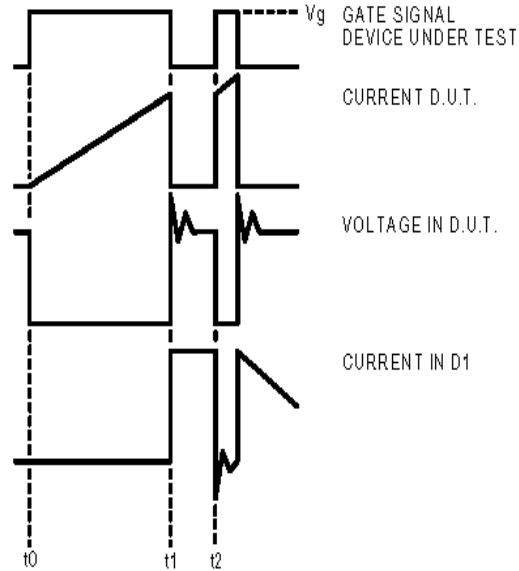 Vg GATE SIGNAL
DEVICE UNDER TEST
CURRENT D.U.T.
VOLTAGE IN D.U.T.
CURRENT IN D1
t0 t1 t2